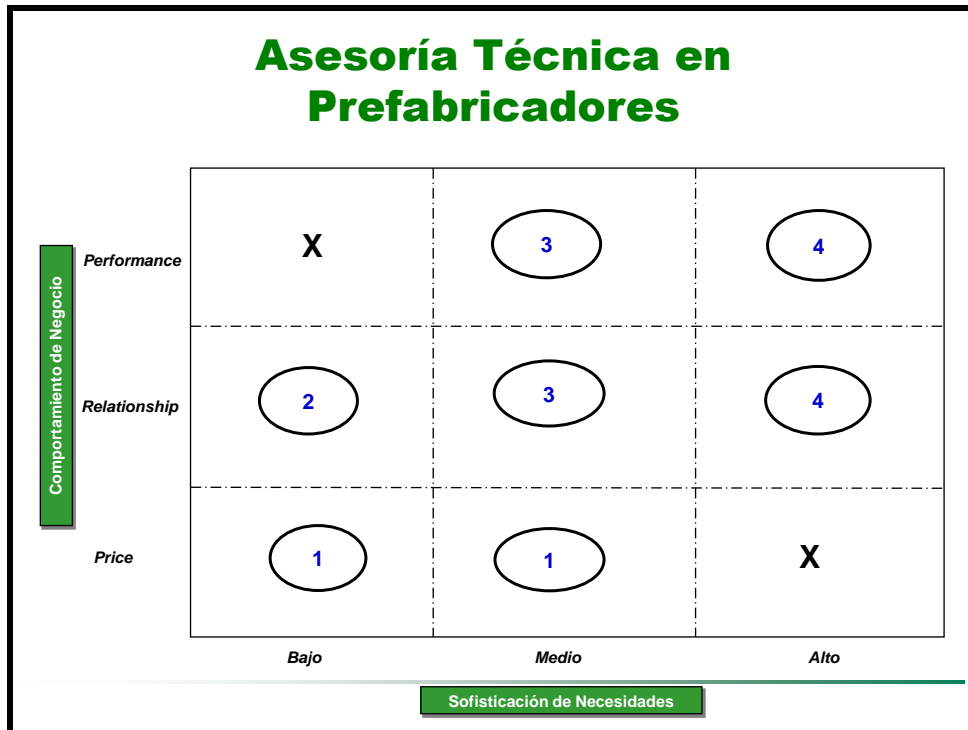 Asesoría Técnica en
Prefabricadores
Comportamiento de Negocio
Performance
X
3
4
Relationship
2
3
4
Price
1
1
X
Bajo
Medio
Alto
Sofisticación de Necesidades